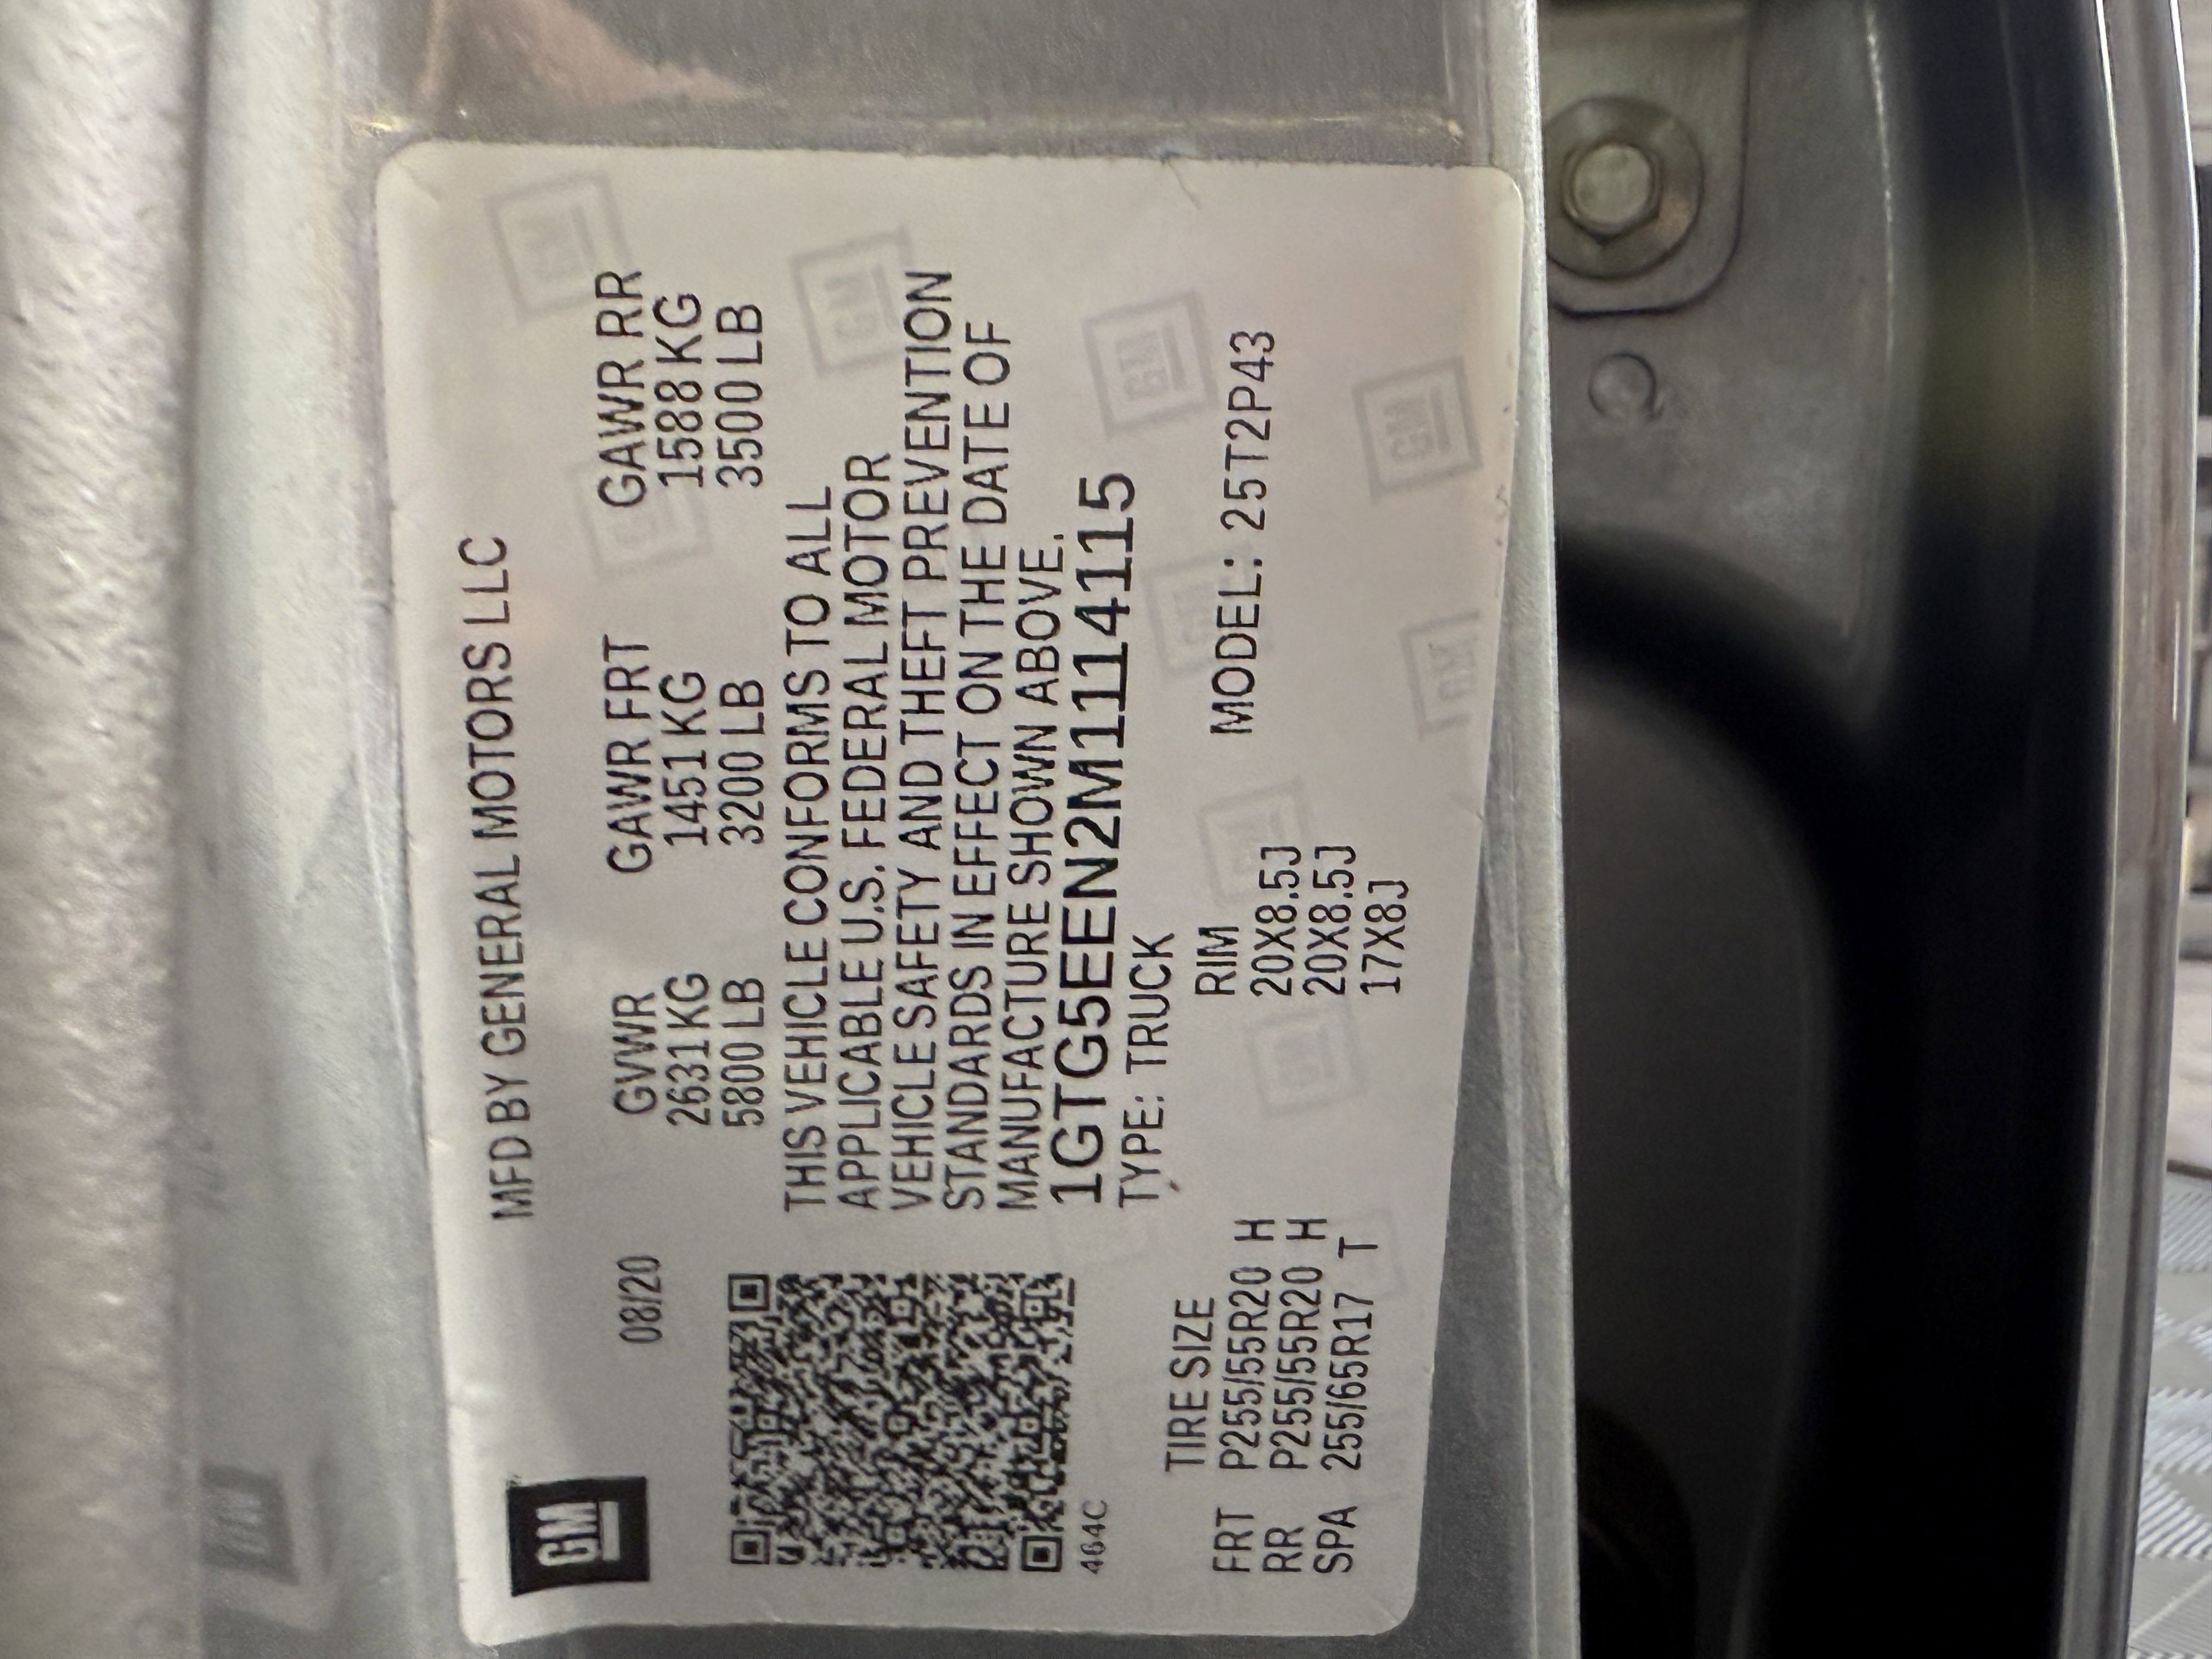 GM
MFD BY GENERAL MOTORS LLC
08/20
GVWR GAWR FRT GAWR RR
2631 KG 1451 KG 1588 KG
5800 LB 3200 LB 3500 LB
THIS VEHICLE CONFORMS TO ALL
APPLICABLE U.S. FEDERAL MOTOR
VEHICLE SAFETY AND THEFT PREVENTION
STANDARDS IN EFFECT ON THE DATE OF
MANUFACTURE SHOWN ABOVE.
1GTG5EEN2M1114115
TYPE: TRUCK
464C
TIRE SIZE RIM MODEL: 25T2P43
FRT P255/55R20 H 20X8.5J
RR P255/55R20 H 20X8.5J
SPA 255/65R17 T 17X8J